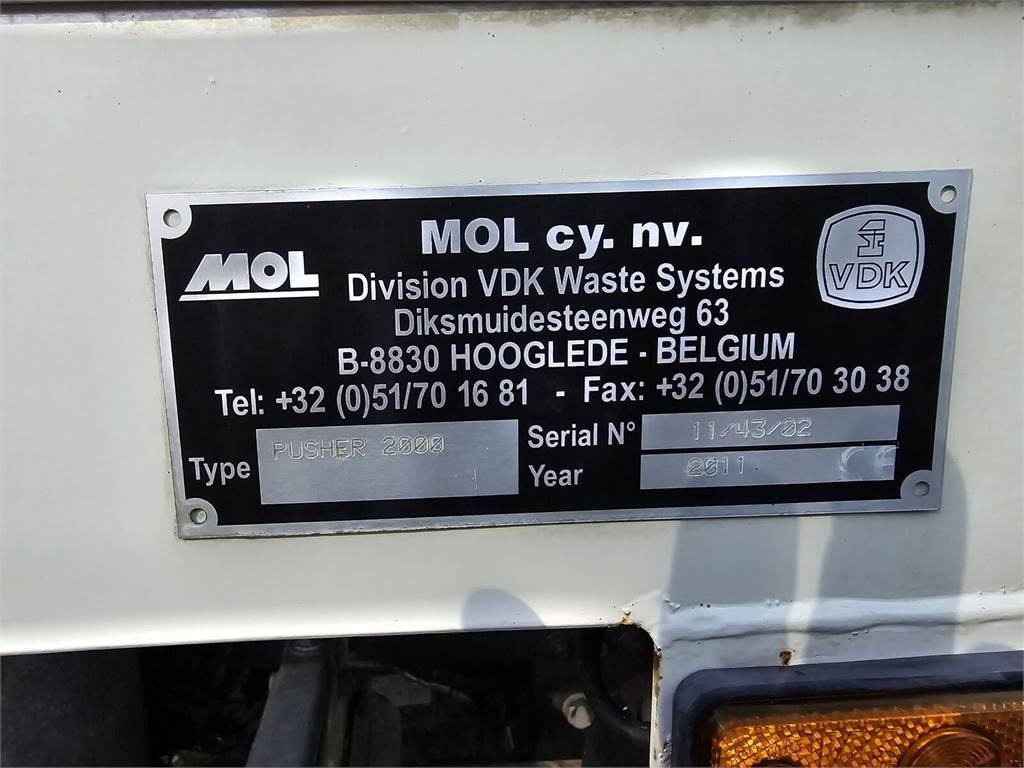 MOL
MOL cy. nv.
VDK
Division VDK Waste Systems
Diksmuidesteenweg 63
B-8830 HOOGLEDE - BELGIUM
Tel: +32 (0)51/70 16 81 - Fax: +32 (0)51/70 30 38
Type PUSHER 2000
Serial N° 11/43/02
Year 2011